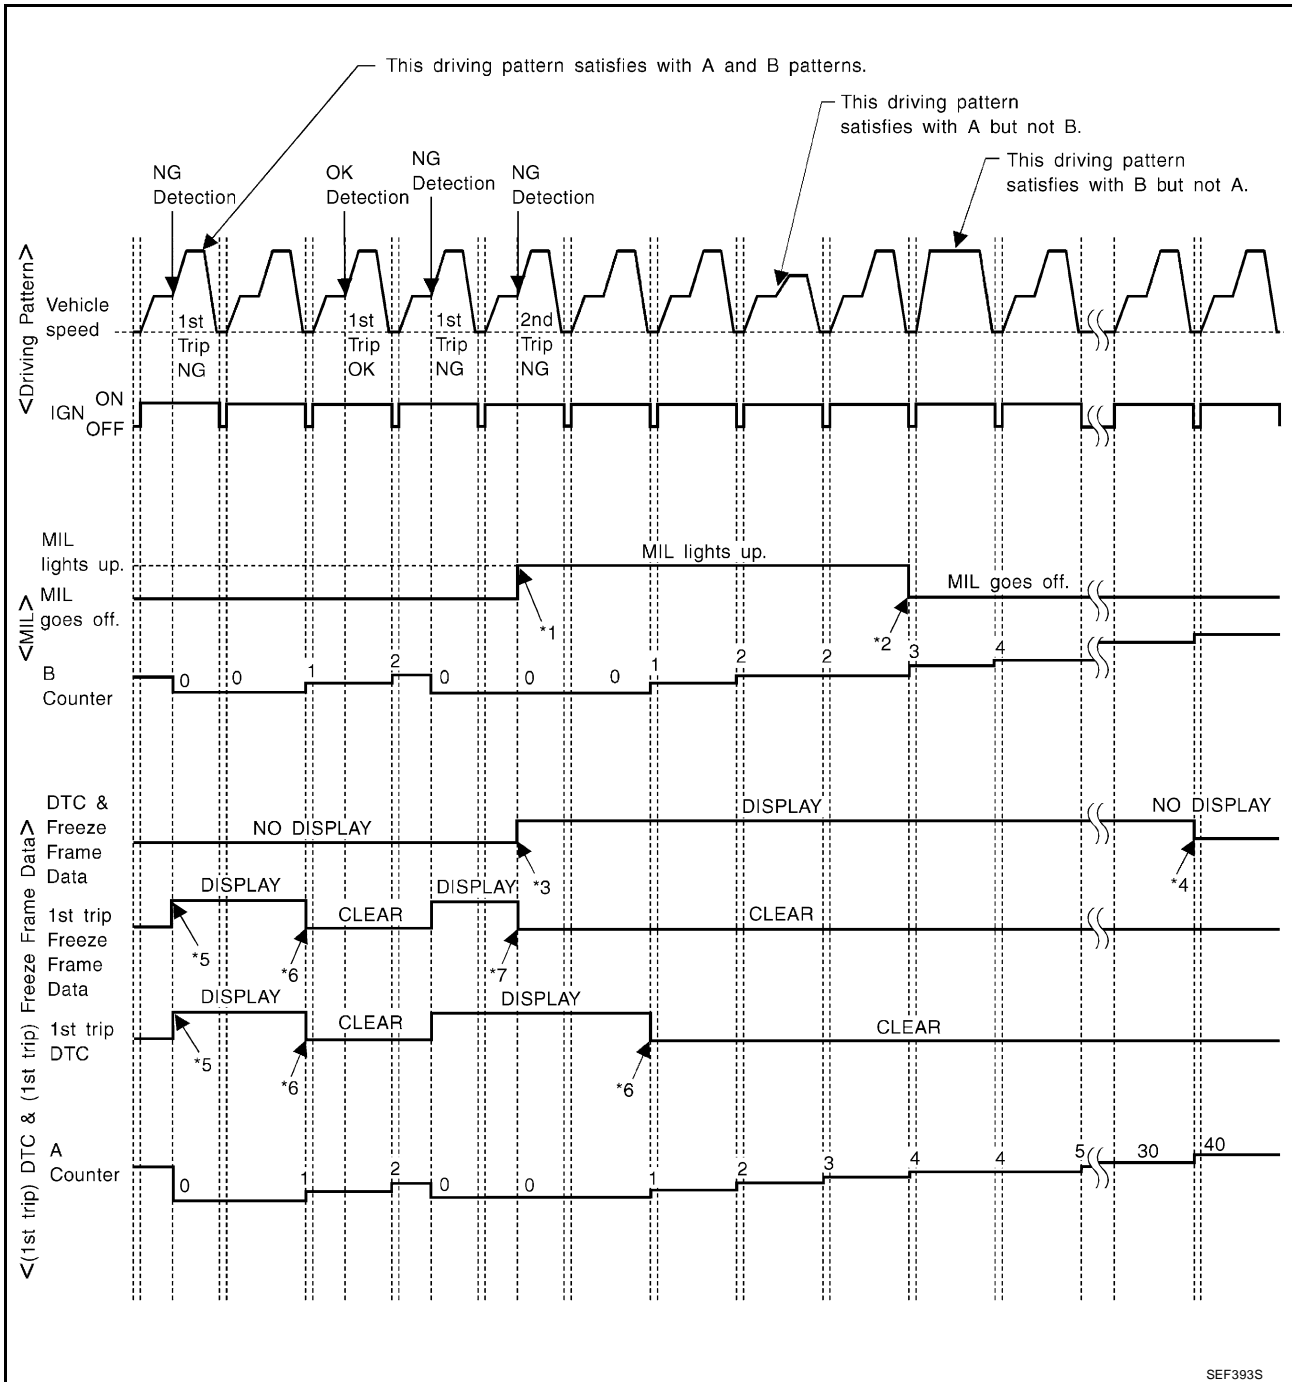 This driving pattern satisfies with A and B patterns.
This driving pattern
satisfies with A but not B.
This driving pattern
satisfies with B but not A.
NG
Detection
OK
Detection
NG
Detection
NG
Detection
<Driving Pattern>
Vehicle
speed
1st
Trip
NG
1st
Trip
OK
1st
Trip
NG
2nd
Trip
NG
IGN
ON
OFF
<MIL>
MIL
lights up.
MIL lights up.
MIL
goes off.
MIL goes off.
*1
*2
B
Counter
0 0 1 2 0 0 0 1 2 2 3 4
<(1st trip) DTC & (1st trip) Freeze Frame Data>
DTC &
Freeze
Frame
Data
NO DISPLAY
DISPLAY
NO DISPLAY
*3
*4
1st trip
Freeze
Frame
Data
DISPLAY
CLEAR
DISPLAY
CLEAR
*5
*6
*7
1st trip
DTC
DISPLAY
CLEAR
DISPLAY
CLEAR
*5
*6
*6
A
Counter
0 1 2 0 0 1 2 3 4 4 5 30 40
SEF393S